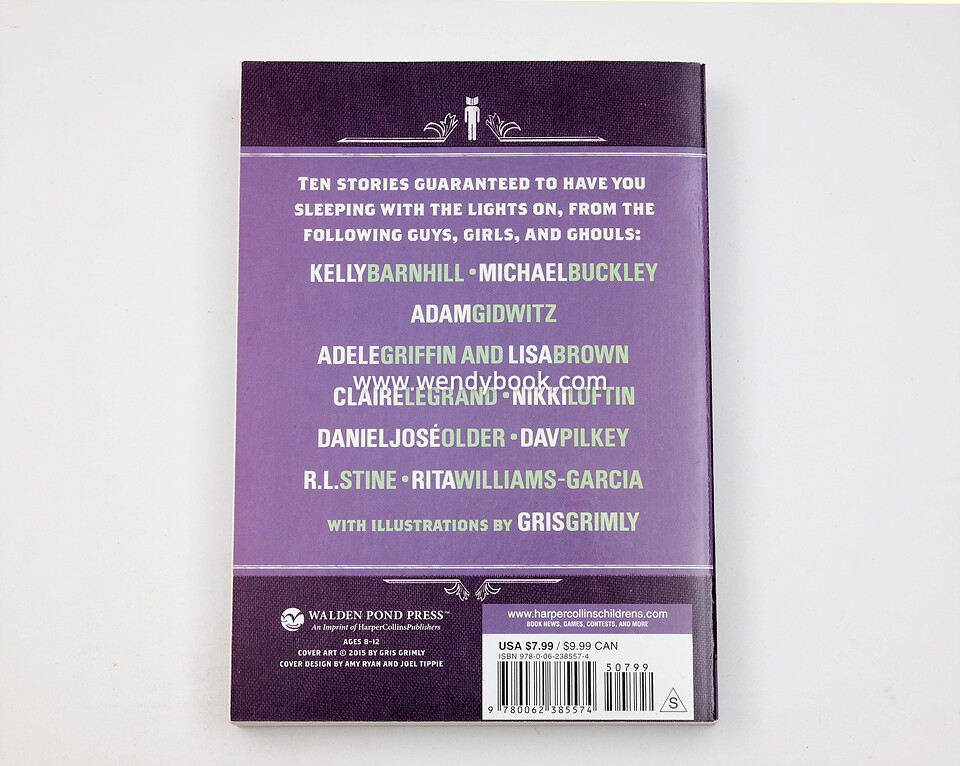 TEN STORIES GUARANTEED TO HAVE YOU
SLEEPING WITH THE LIGHTS ON, FROM THE
FOLLOWING GUYS, GIRLS, AND GHOULS:
KELLYBARNHILL • MICHAELBUCKLEY
ADAMGIDWITZ
ADELEGRIFFIN AND LISABROWN
www.wendybook.com
CLAIRELEGRAND • NIKKILOFTIN
DANIELJOSÉOLDER • DAVPILKEY
R.L.STINE • RITAWILLIAMS-GARCIA
WITH ILLUSTRATIONS BY GRISGRIMLY
WALDEN POND PRESS™
An Imprint of HarperCollinsPublishers
AGES 8–12
COVER ART © 2015 BY GRIS GRIMLY
COVER DESIGN BY AMY RYAN AND JOEL TIPPIE
www.harpercollinschildrens.com
BOOK NEWS, GAMES, CONTESTS, AND MORE
USA $7.99 / $9.99 CAN
ISBN 978-0-06-238557-4
50799
9 780062 385574
S